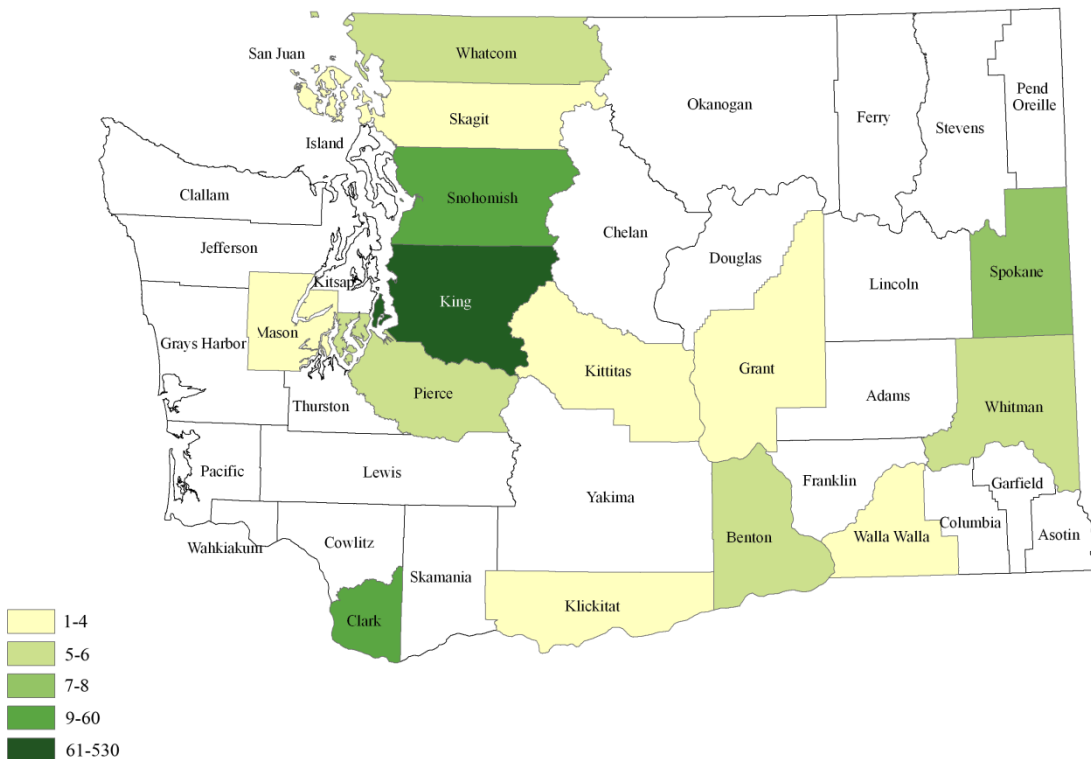 San Juan
Whatcom
Okanogan
Ferry
Stevens
Pend
Oreille
Skagit
Island
Clallam
Snohomish
Chelan
Jefferson
Douglas
Kitsap
King
Lincoln
Spokane
Mason
Grays Harbor
Kittitas
Grant
Pierce
Adams
Whitman
Thurston
Pacific
Lewis
Yakima
Franklin
Garfield
Wahkiakum
Cowlitz
Benton
Walla Walla
Columbia
Asotin
Skamania
Klickitat
Clark
1-4
5-6
7-8
9-60
61-530